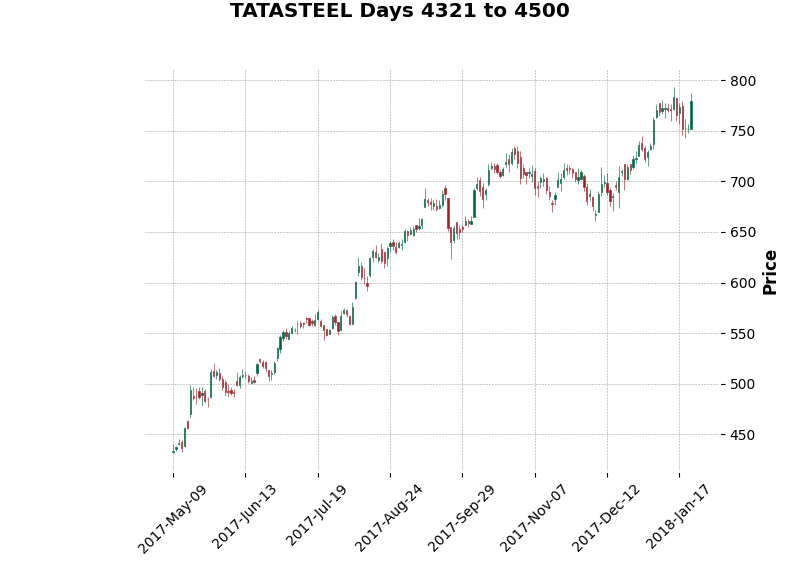 TATASTEEL Days 4321 to 4500
800
750
700
650
600
550
500
450
Price
2017-May-09
2017-Jun-13
2017-Jul-19
2017-Aug-24
2017-Sep-29
2017-Nov-07
2017-Dec-12
2018-Jan-17